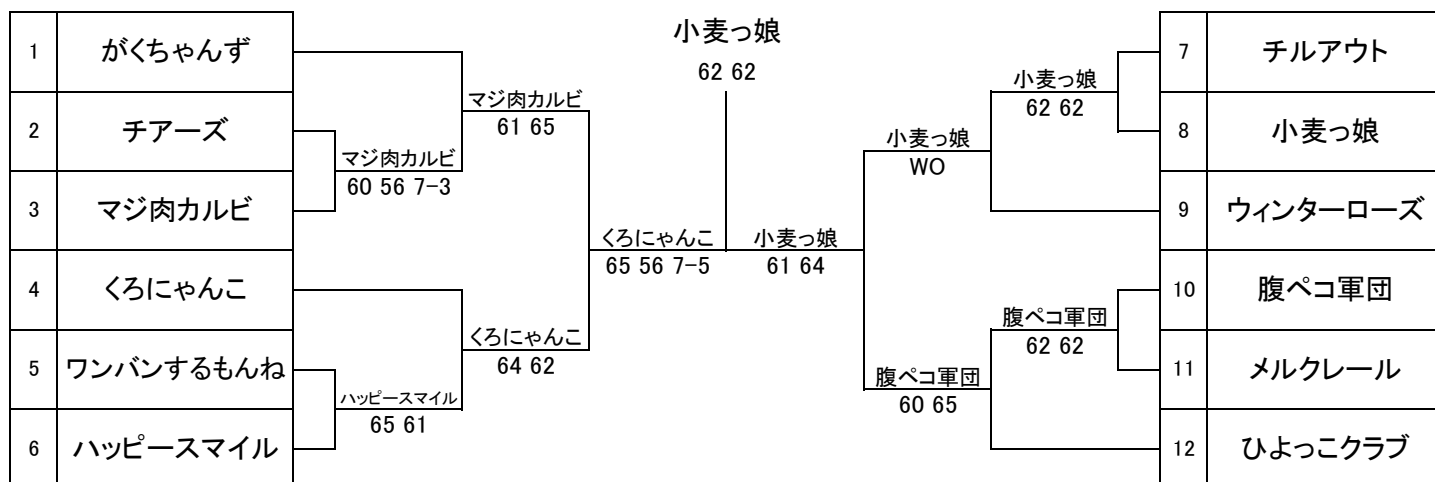 小麦っ娘
62 62
1 がくちゃんず
2 チアーズ
3 マジ肉カルビ
4 くろにゃんこ
5 ワンバンするもんね
6 ハッピースマイル
マジ肉カルビ
60 56 7-3
ハッピースマイル
65 61
マジ肉カルビ
61 65
くろにゃんこ
64 62
くろにゃんこ
65 56 7-5
小麦っ娘
61 64
小麦っ娘
WO
腹ペコ軍団
60 65
小麦っ娘
62 62
腹ペコ軍団
62 62
7 チルアウト
8 小麦っ娘
9 ウィンターローズ
10 腹ペコ軍団
11 メルクレール
12 ひよっこクラブ